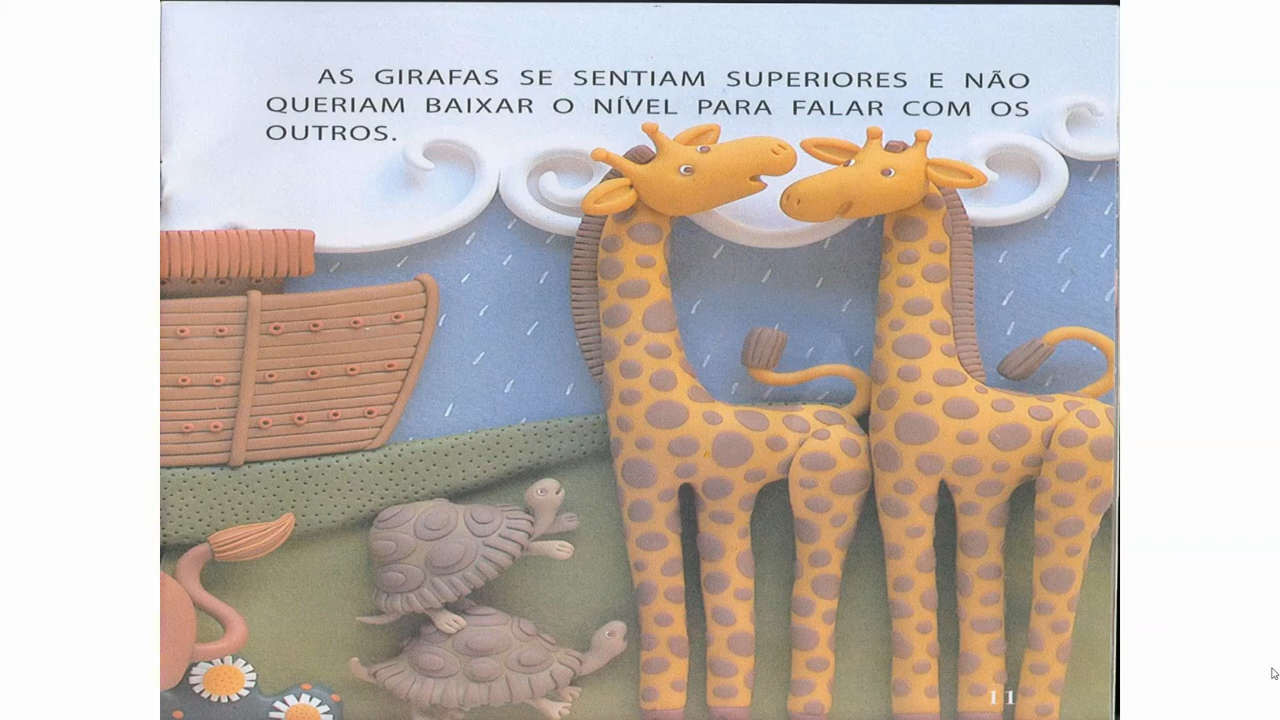 AS GIRAFAS SE SENTIAM SUPERIORES E NÃO
QUERIAM BAIXAR O NÍVEL PARA FALAR COM OS
OUTROS.
11